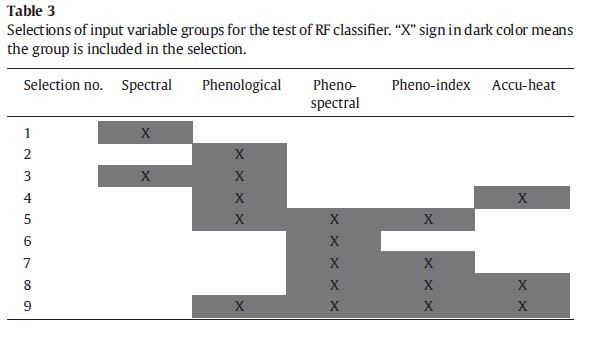 Table 3
Selections of input variable groups for the test of RF classifier. “X” sign in dark color means
the group is included in the selection.
Selection no. Spectral Phenological Pheno- Pheno-index Accu-heat
spectral
1 X
2 X
3 X X
4 X X
5 X X X
6 X
7 X X
8 X X X
9 X X X X